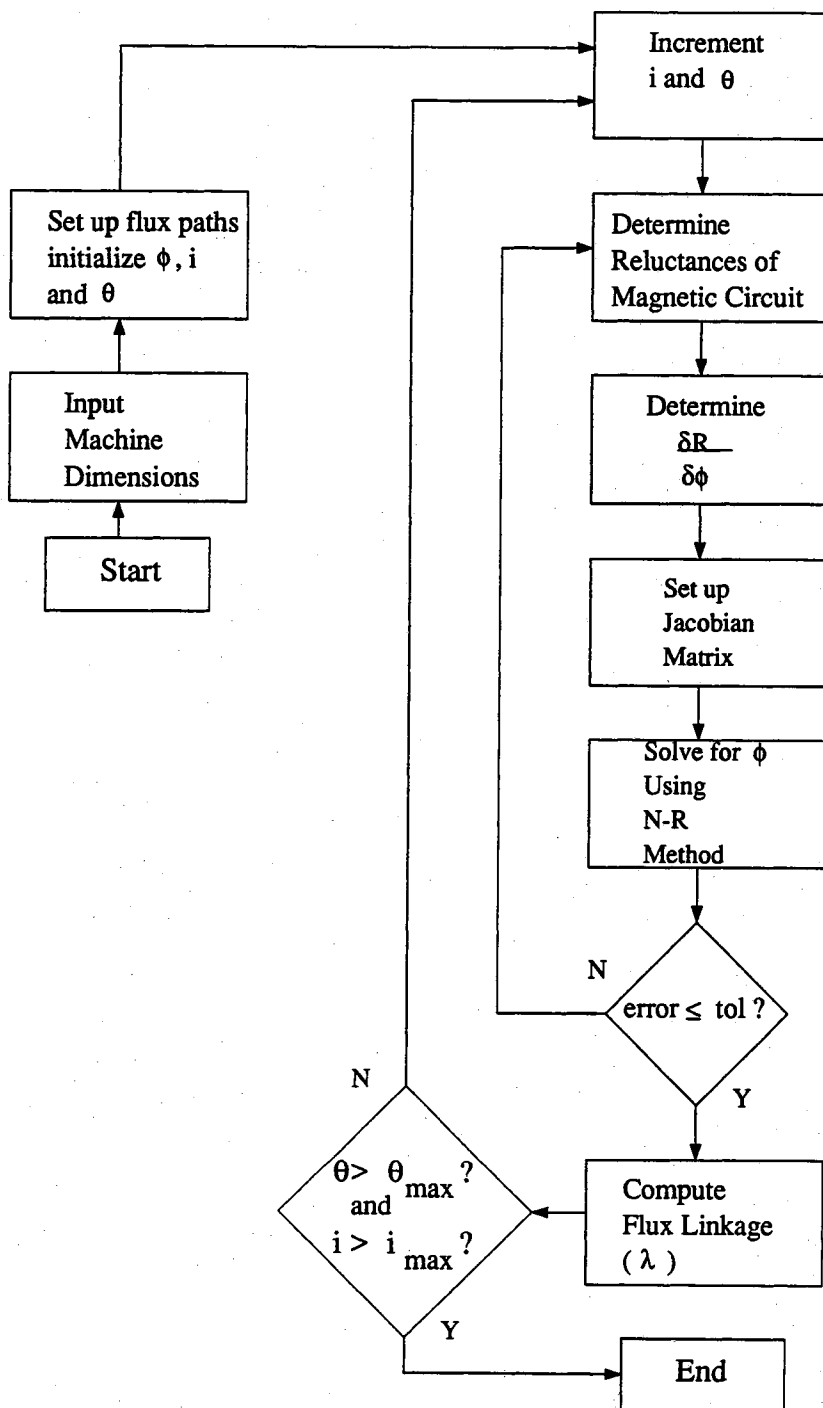 Increment
i and θ
Set up flux paths
initialize ϕ, i
and θ
Determine
Reluctances of
Magnetic Circuit
Input
Machine
Dimensions
Determine
δR
δϕ
Start
Set up
Jacobian
Matrix
Solve for ϕ
Using
N-R
Method
N
error ≤ tol ?
Y
N
θ> θmax ?
and
i > i max ?
Y
Compute
Flux Linkage
( λ )
End